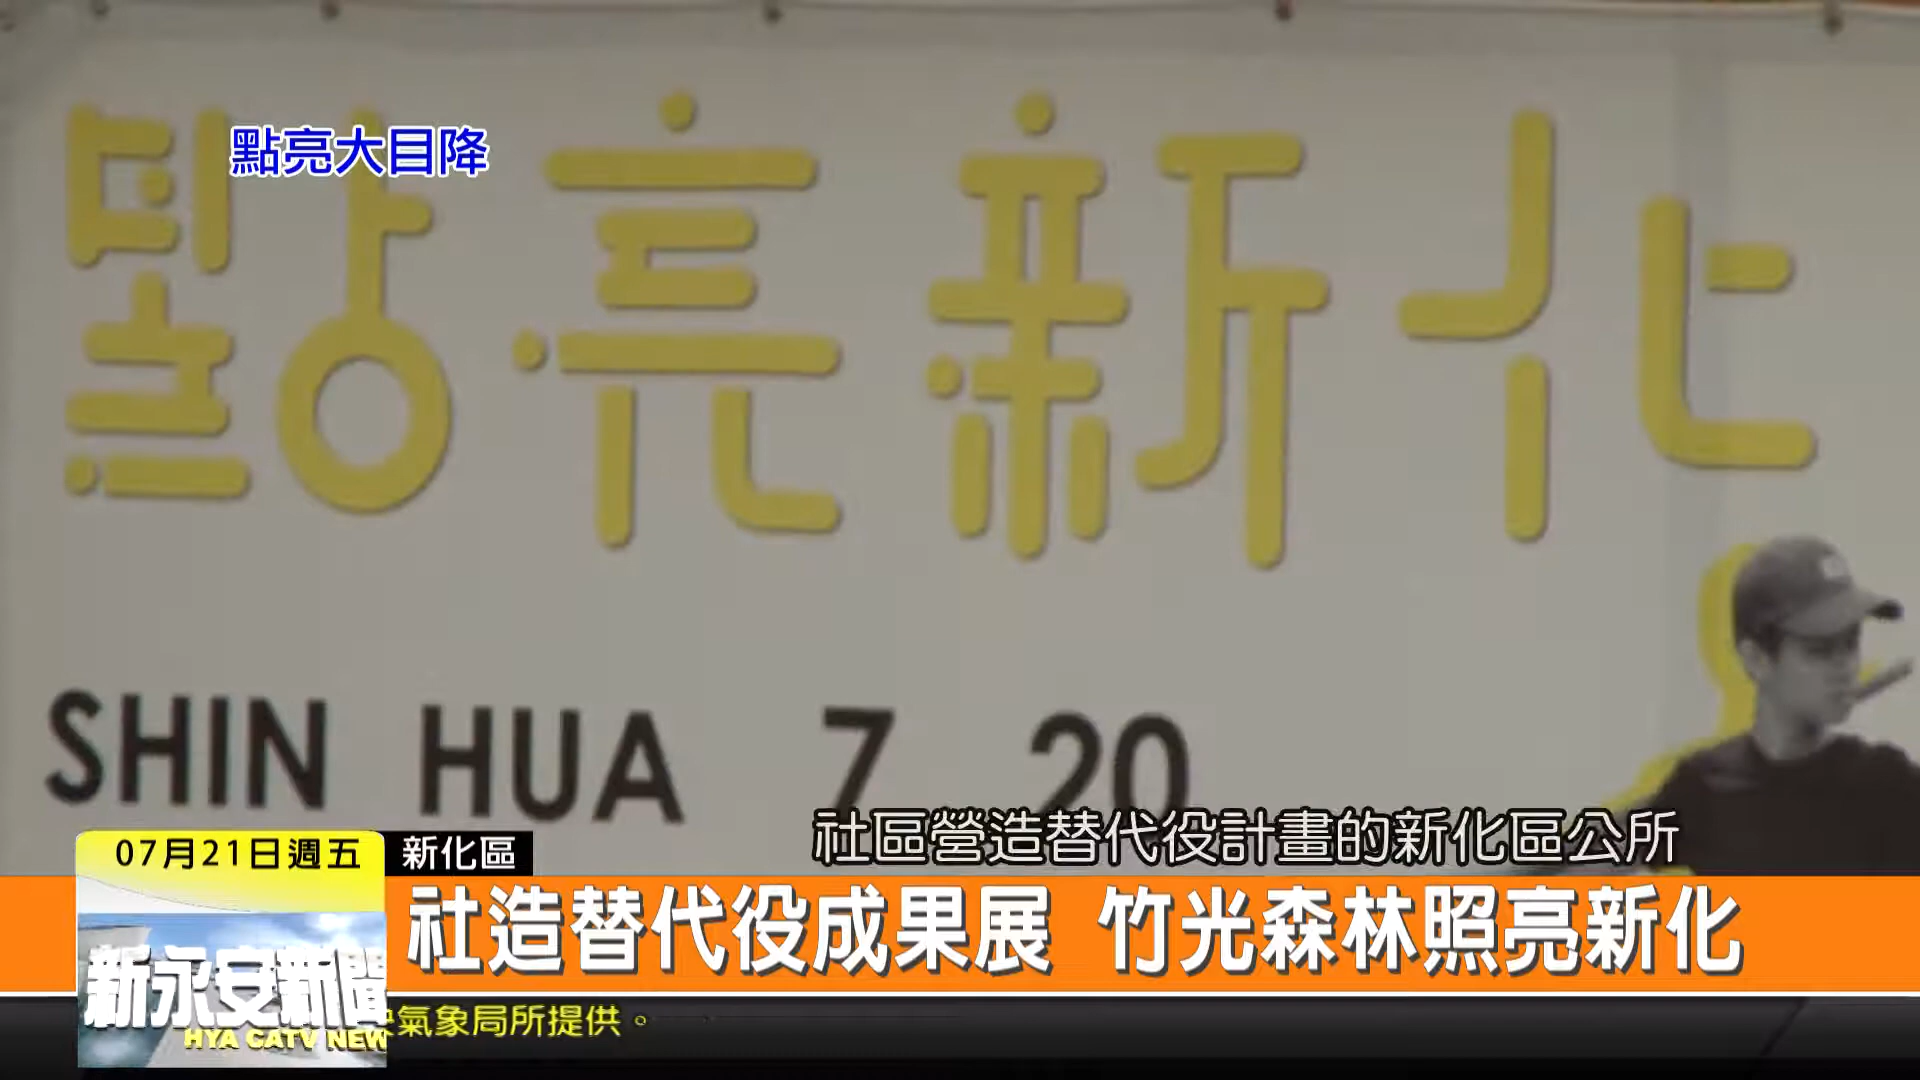 點亮大目降
點亮新化
SHIN HUA 7 20
社區營造替代役計畫的新化區公所
07月21日週五
新化區
社造替代役成果展 竹光森林照亮新化
新永安新聞
HYA CATV NEW
氣象局所提供。